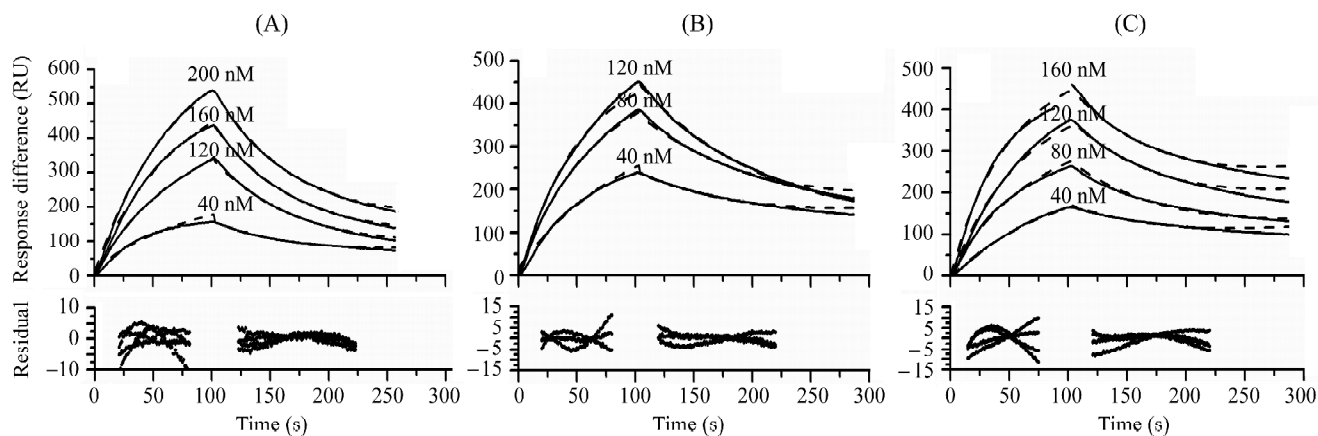 (A)
(B)
(C)
Response difference (RU)
600
500
400
300
200
100
0
200 nM
160 nM
120 nM
40 nM
500
400
300
200
100
0
120 nM
80 nM
40 nM
500
400
300
200
100
0
160 nM
120 nM
80 nM
40 nM
Residual
10
5
0
−5
−10
15
5
−5
−15
15
5
−5
−15
0 50 100 150 200 250 300
0 50 100 150 200 250 300
0 50 100 150 200 250 300
Time (s)
Time (s)
Time (s)